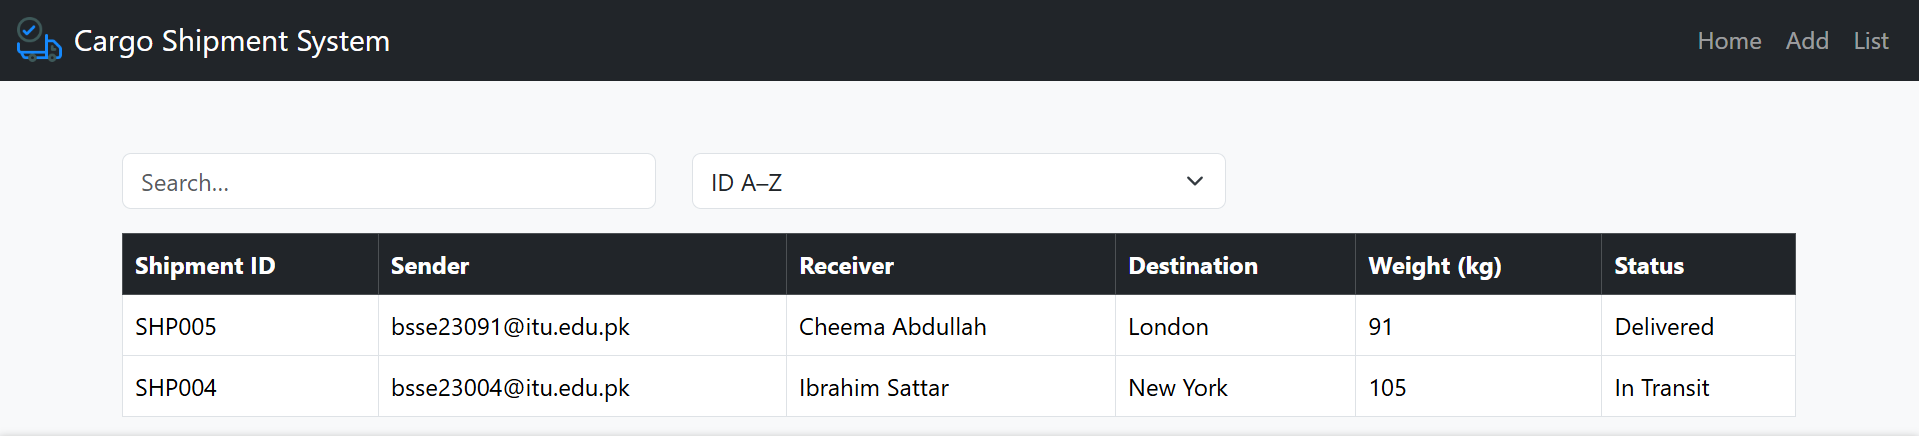 Cargo Shipment System Home Add List
Search... ID A–Z
Shipment ID Sender Receiver Destination Weight (kg) Status
SHP005 bsse23091@itu.edu.pk Cheema Abdullah London 91 Delivered
SHP004 bsse23004@itu.edu.pk Ibrahim Sattar New York 105 In Transit